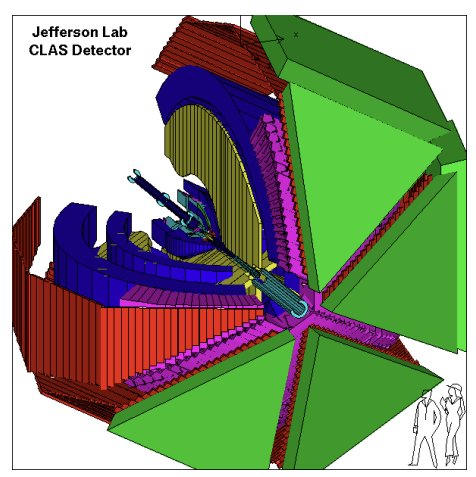 Jefferson Lab
CLAS Detector
x